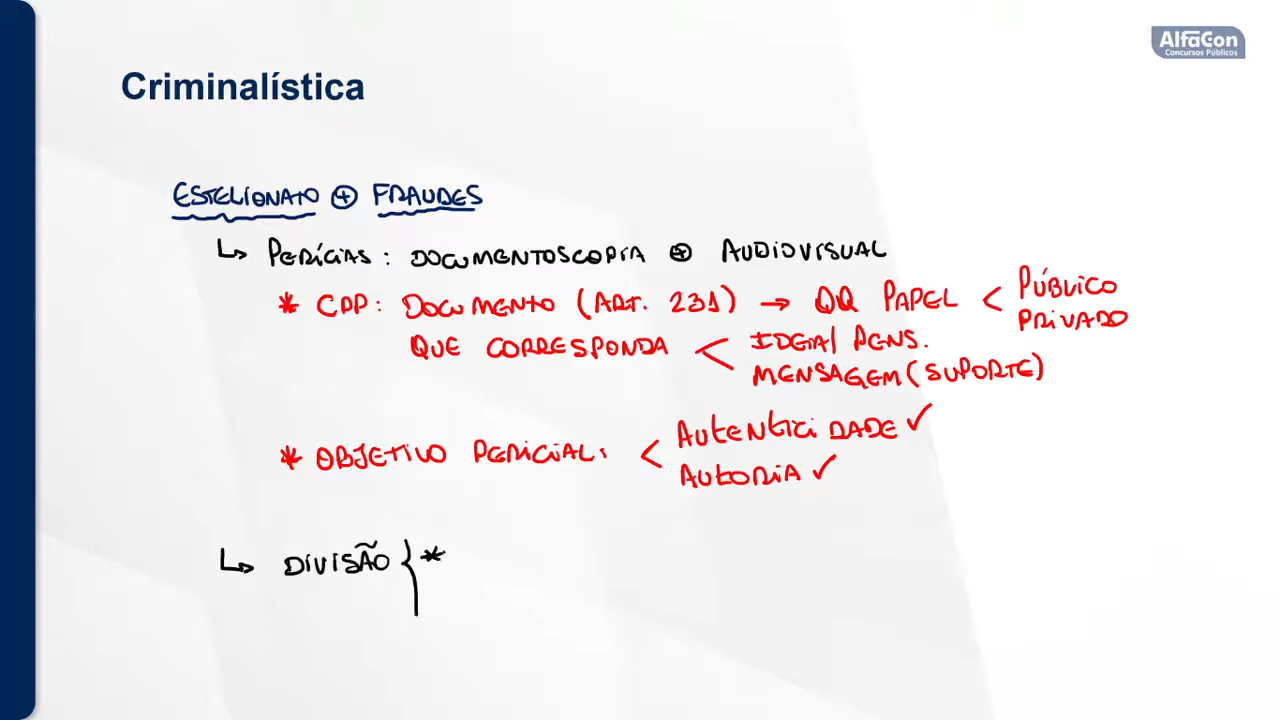 AlfaCon
Concursos Públicos
Criminalística
ESTELIONATO ⊕ FRAUDES
↳ PERÍCIAS: DOCUMENTOSCOPIA ⊕ AUDIOVISUAL
* CPP: DOCUMENTO (ART. 231) → QQ PAPEL < PÚBLICO PRIVADO
QUE CORRESPONDA < IDEIA/PENS. MENSAGEM (SUPORTE)
* OBJETIVO PERICIAL: < AUTENTICIDADE ✓ AUTORIA ✓
↳ DIVISÃO { *